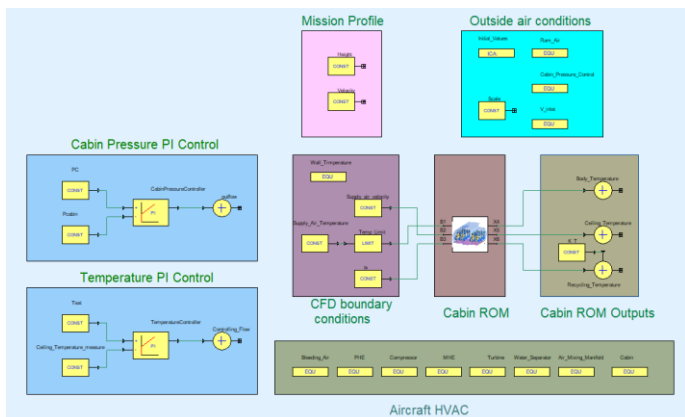 Mission Profile
Height
CONST
Velocity
CONST
Outside air conditions
Initial_Values
ICA
Ram_Air
EQU
Cabin_Pressure_Control
EQU
Scale
CONST
V_inlet
EQU
Cabin Pressure PI Control
PC
CONST
CabinPressureController
PI
outflow
Pcabin
CONST
Temperature PI Control
CONST
TemperatureController
PI
Controlling_Flow
Ceiling_Temperature_measure
CONST
Wall_Temperature
EQU
Supply_air_velocity
CONST
Supply_Air_Temperature
CONST
Temp_Limit
LIMIT
CONST
CFD boundary
conditions
Cabin ROM
Body_Temperature
Ceiling_Temperature
K_T
CONST
Recycling_Temperature
Cabin ROM Outputs
Bleeding_Air
PHE
Compressor
MHE
Turbine
Water_Separator
Air_Mixing_Manifold
Cabin
EQU
EQU
EQU
EQU
EQU
EQU
EQU
EQU
Aircraft HVAC